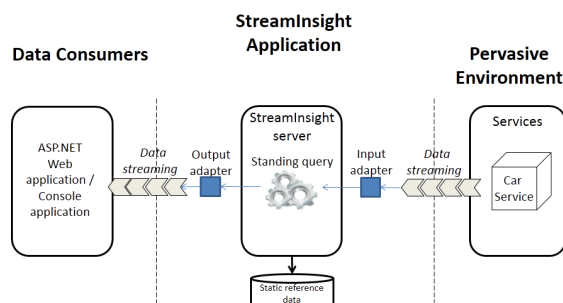 StreamInsight
Application
Data Consumers
Pervasive
Environment
StreamInsight
server
Standing query
Services
ASP.NET
Web
application /
Console
application
Data
streaming
Output
adapter
Input
adapter
Data
streaming
Car
Service
Static reference
data